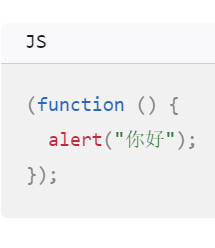 JS
(function () {
  alert("你好");
});